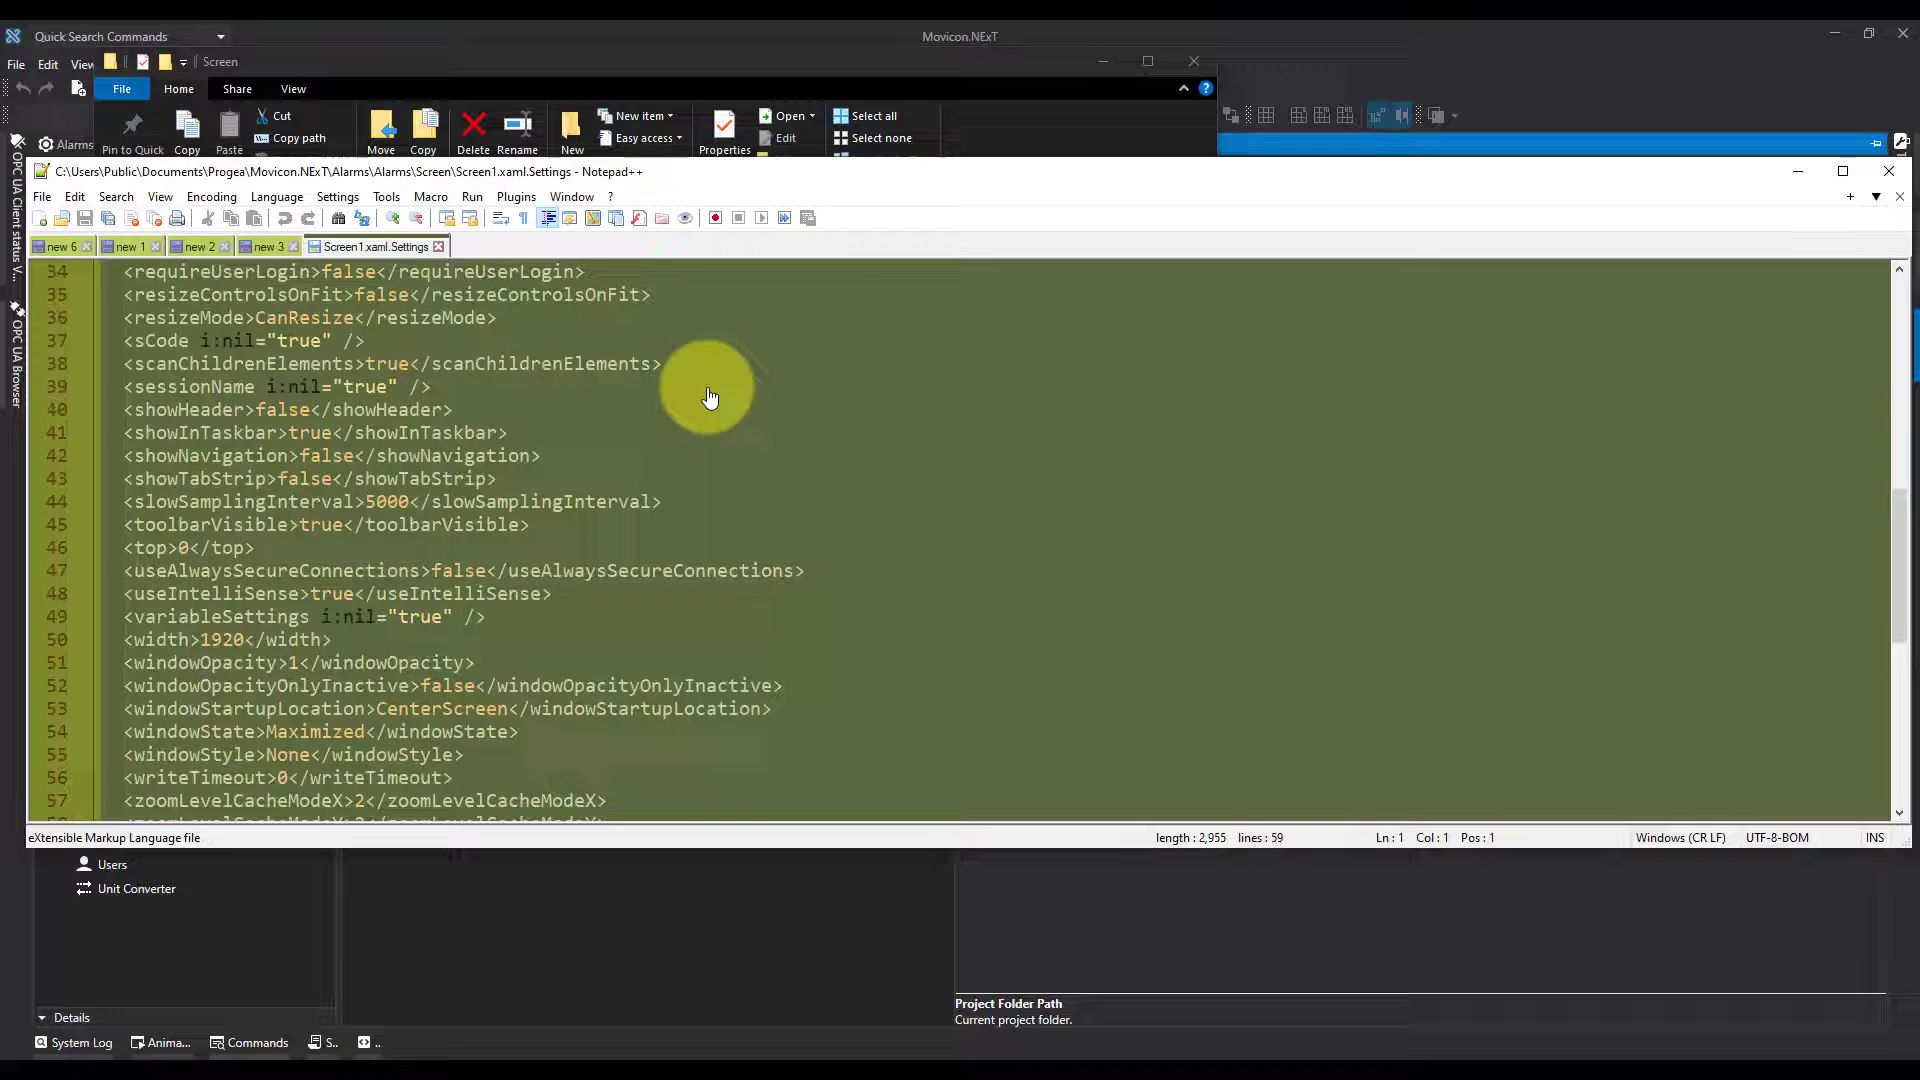 Quick Search Commands
Movicon.NExT
File Edit View
Screen
File Home Share View
Pin to Quick
Copy
Paste
Cut
Copy path
Move
Copy
Delete
Rename
New
New item
Easy access
Properties
Open
Edit
Select all
Select none
Alarms
OPC UA Client status V...
OPC UA Browser
C:\Users\Public\Documents\Progea\Movicon.NExT\Alarms\Alarms\Screen\Screen1.xaml.Settings - Notepad++
File Edit Search View Encoding Language Settings Tools Macro Run Plugins Window ?
new 6 new 1 new 2 new 3 Screen1.xaml.Settings
34 <requireUserLogin>false</requireUserLogin>
35 <resizeControlsOnFit>false</resizeControlsOnFit>
36 <resizeMode>CanResize</resizeMode>
37 <sCode i:nil="true" />
38 <scanChildrenElements>true</scanChildrenElements>
39 <sessionName i:nil="true" />
40 <showHeader>false</showHeader>
41 <showInTaskbar>true</showInTaskbar>
42 <showNavigation>false</showNavigation>
43 <showTabStrip>false</showTabStrip>
44 <slowSamplingInterval>5000</slowSamplingInterval>
45 <toolbarVisible>true</toolbarVisible>
46 <top>0</top>
47 <useAlwaysSecureConnections>false</useAlwaysSecureConnections>
48 <useIntelliSense>true</useIntelliSense>
49 <variableSettings i:nil="true" />
50 <width>1920</width>
51 <windowOpacity>1</windowOpacity>
52 <windowOpacityOnlyInactive>false</windowOpacityOnlyInactive>
53 <windowStartupLocation>CenterScreen</windowStartupLocation>
54 <windowState>Maximized</windowState>
55 <windowStyle>None</windowStyle>
56 <writeTimeout>0</writeTimeout>
57 <zoomLevelCacheModeX>2</zoomLevelCacheModeX>
eXtensible Markup Language file length : 2,955 lines : 59 Ln : 1 Col : 1 Pos : 1 Windows (CR LF) UTF-8-BOM INS
Users
Unit Converter
Project Folder Path
Current project folder.
Details
System Log Anima... Commands S.. ..